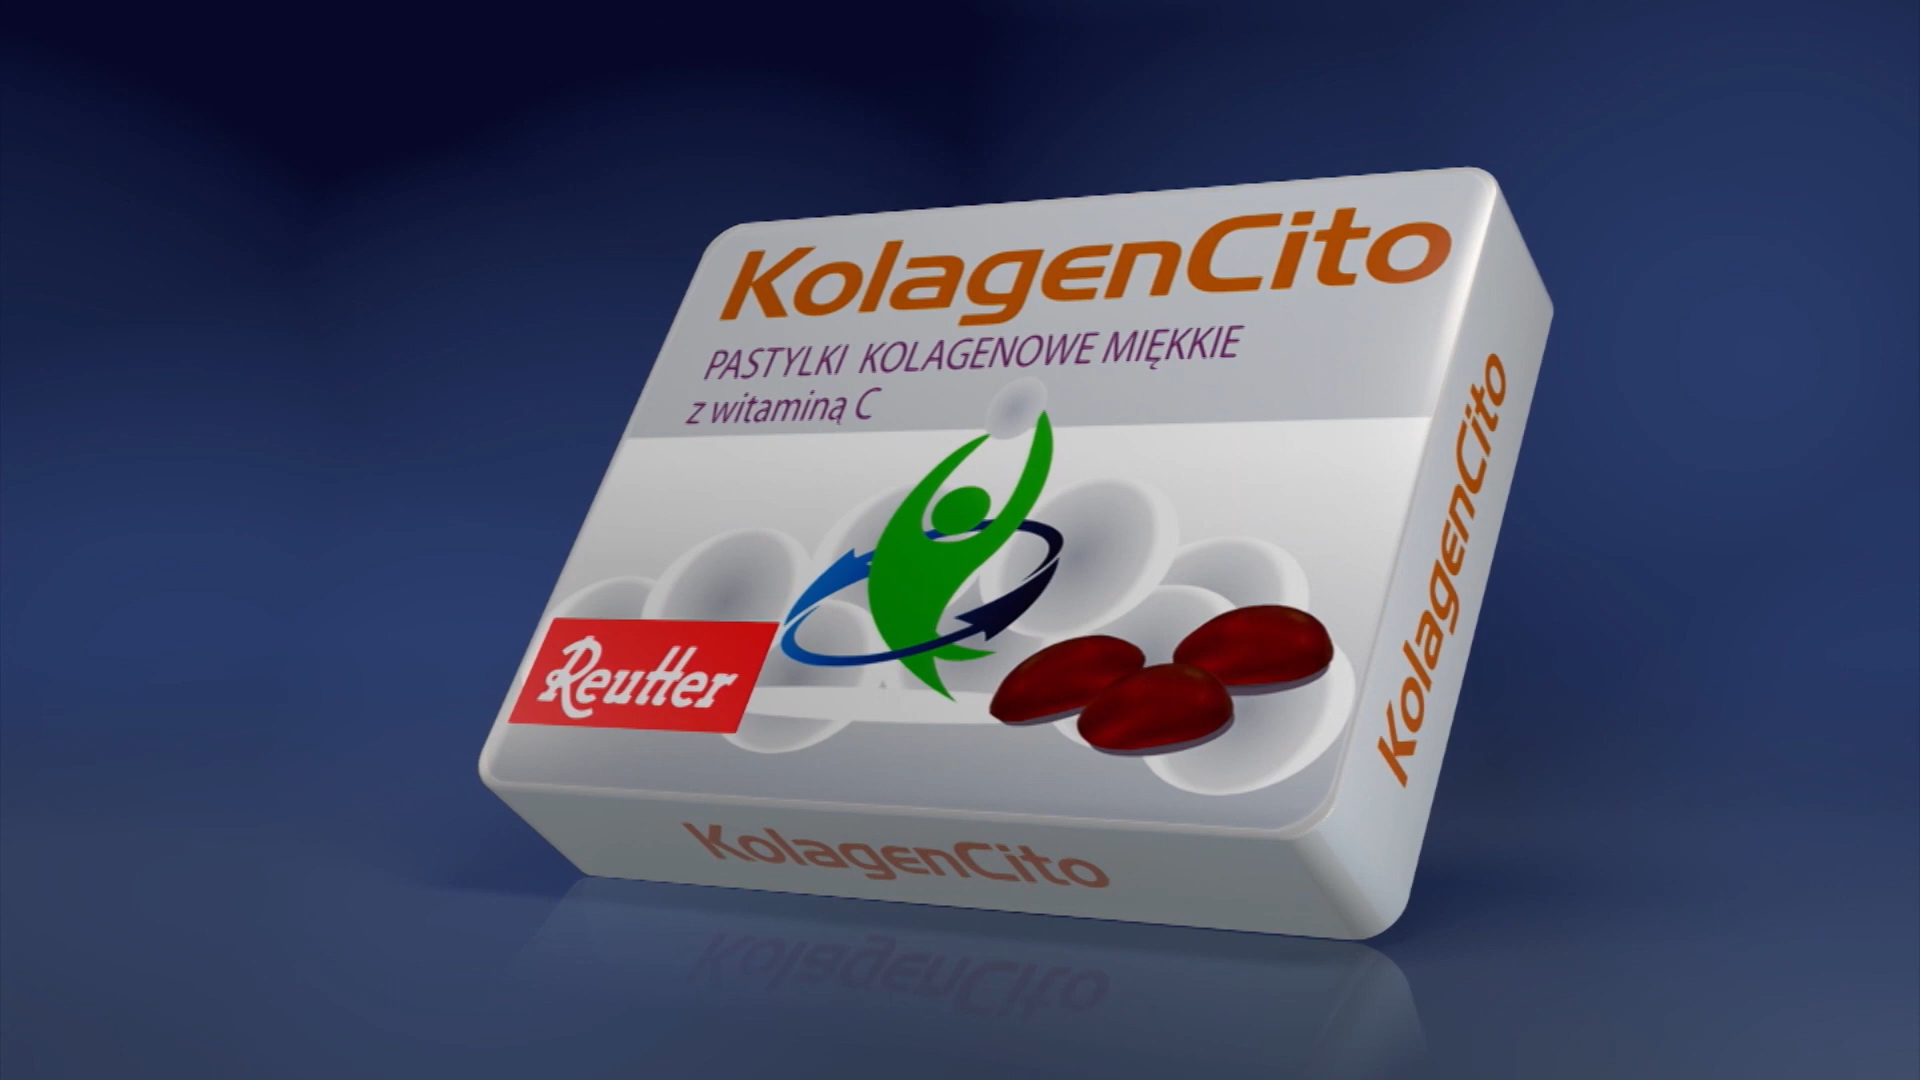 KolagenCito
PASTYLKI KOLAGENOWE MIĘKKIE
z witaminą C
Reutter
KolagenCito
KolagenCito